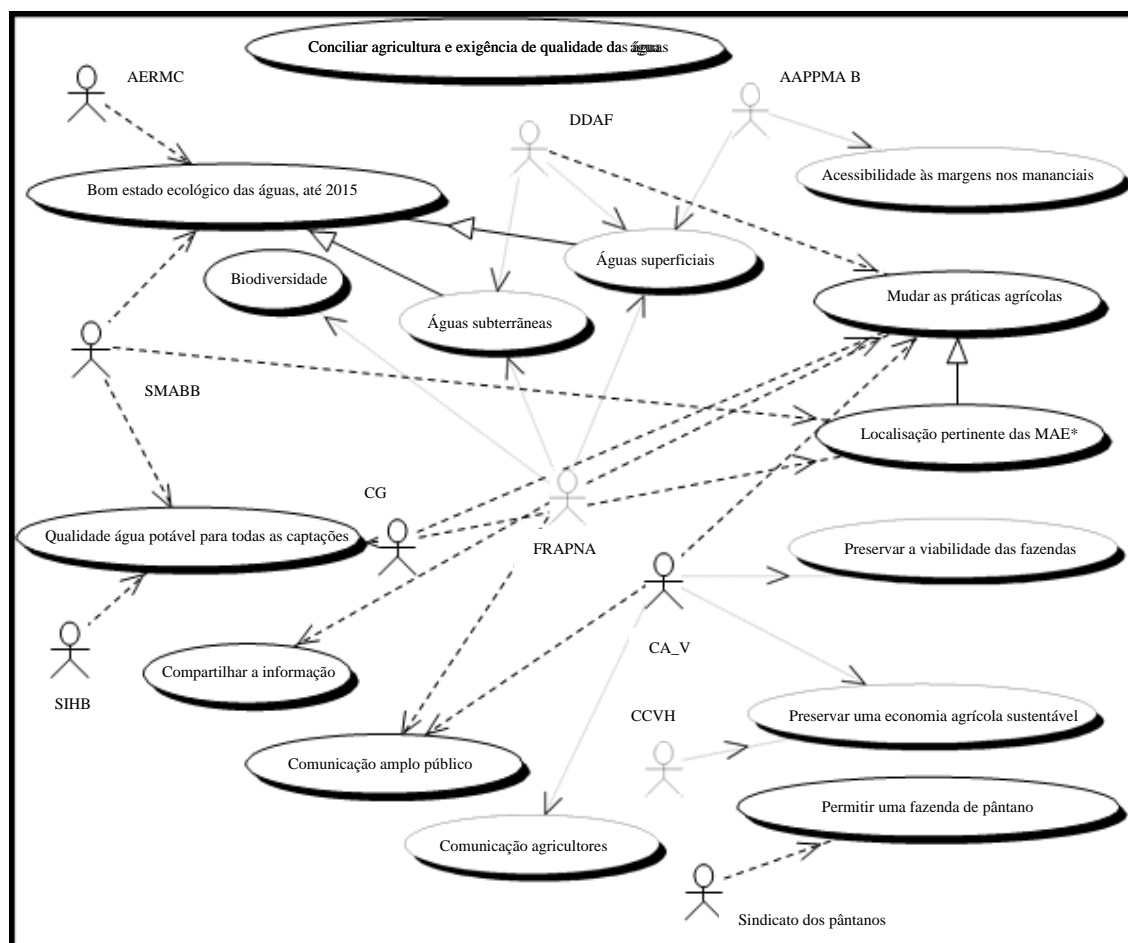 Conciliar agricultura e exigência de qualidade das águas
AERMC
AAPPMA B
DDAF
Bom estado ecológico das águas, até 2015
Acessibilidade às margens nos mananciais
Águas superficiais
Biodiversidade
Mudar as práticas agrícolas
Águas subterrãneas
SMABB
Localisação pertinente das MAE*
CG
Qualidade água potável para todas as captações
FRAPNA
Preservar a viabilidade das fazendas
CA_V
Compartilhar a informação
SIHB
CCVH
Preservar uma economia agrícola sustentável
Comunicação amplo público
Permitir uma fazenda de pântano
Comunicação agricultores
Sindicato dos pântanos